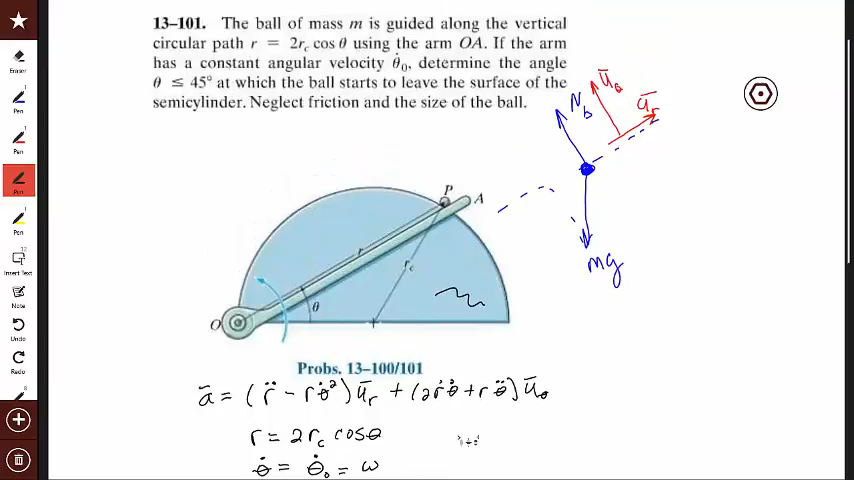 13–101. The ball of mass m is guided along the vertical
circular path r = 2r_c cos θ using the arm OA. If the arm
has a constant angular velocity θ̇₀, determine the angle
θ ≤ 45° at which the ball starts to leave the surface of the
semicylinder. Neglect friction and the size of the ball.
Eraser
Pen
Pen
Pen
Pen
Insert Text
Note
Undo
Redo
N_b
ū_θ
ū_r
mg
P
A
r
r_c
θ
O
Probs. 13–100/101
ā = (r̈ − rθ̇²)ū_r + (2ṙθ̇ + rθ̈)ū_θ
r = 2r_c cosθ
θ̇ = θ̇₀ = ω